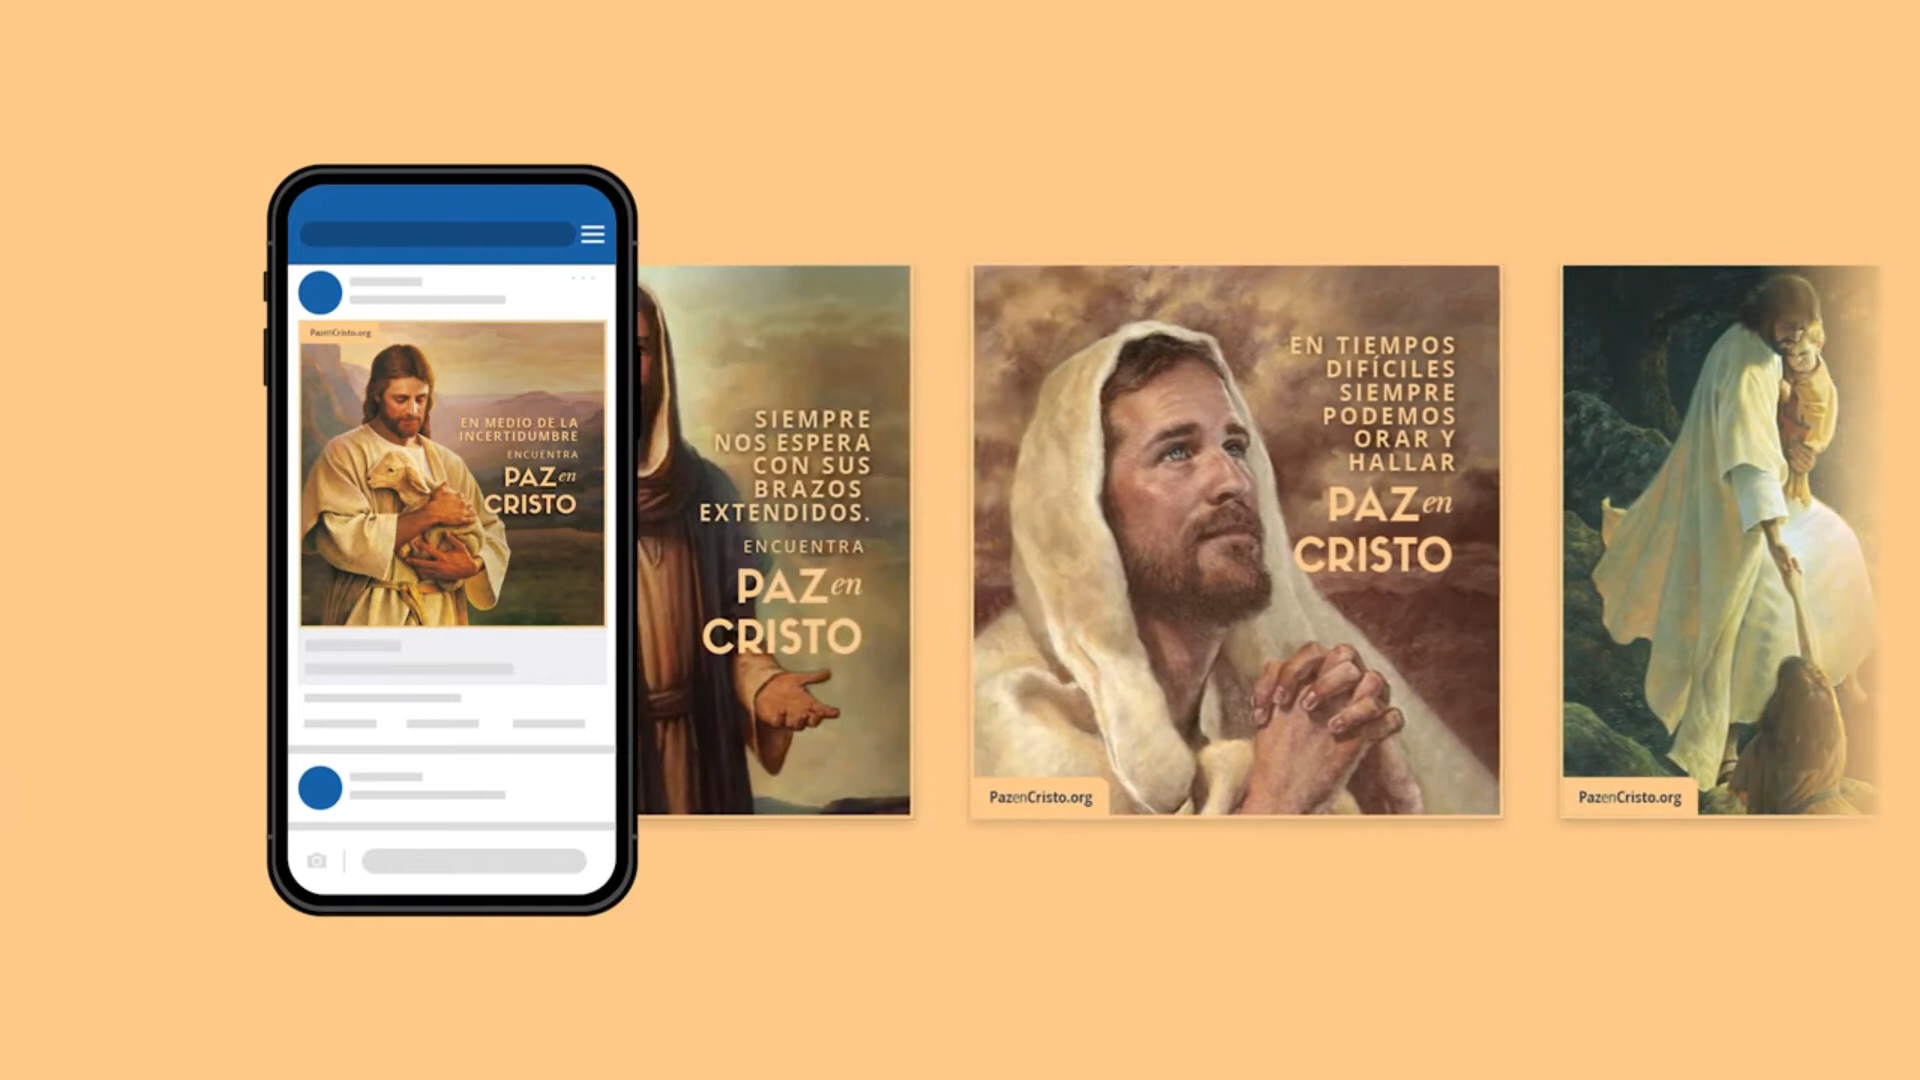 PazenCristo.org
EN MEDIO DE LA
INCERTIDUMBRE
ENCUENTRA
PAZ en
CRISTO
SIEMPRE
NOS ESPERA
CON SUS
BRAZOS
EXTENDIDOS.
ENCUENTRA
PAZ en
CRISTO
EN TIEMPOS
DIFÍCILES
SIEMPRE
PODEMOS
ORAR Y
HALLAR
PAZ en
CRISTO
PazenCristo.org
PazenCristo.org